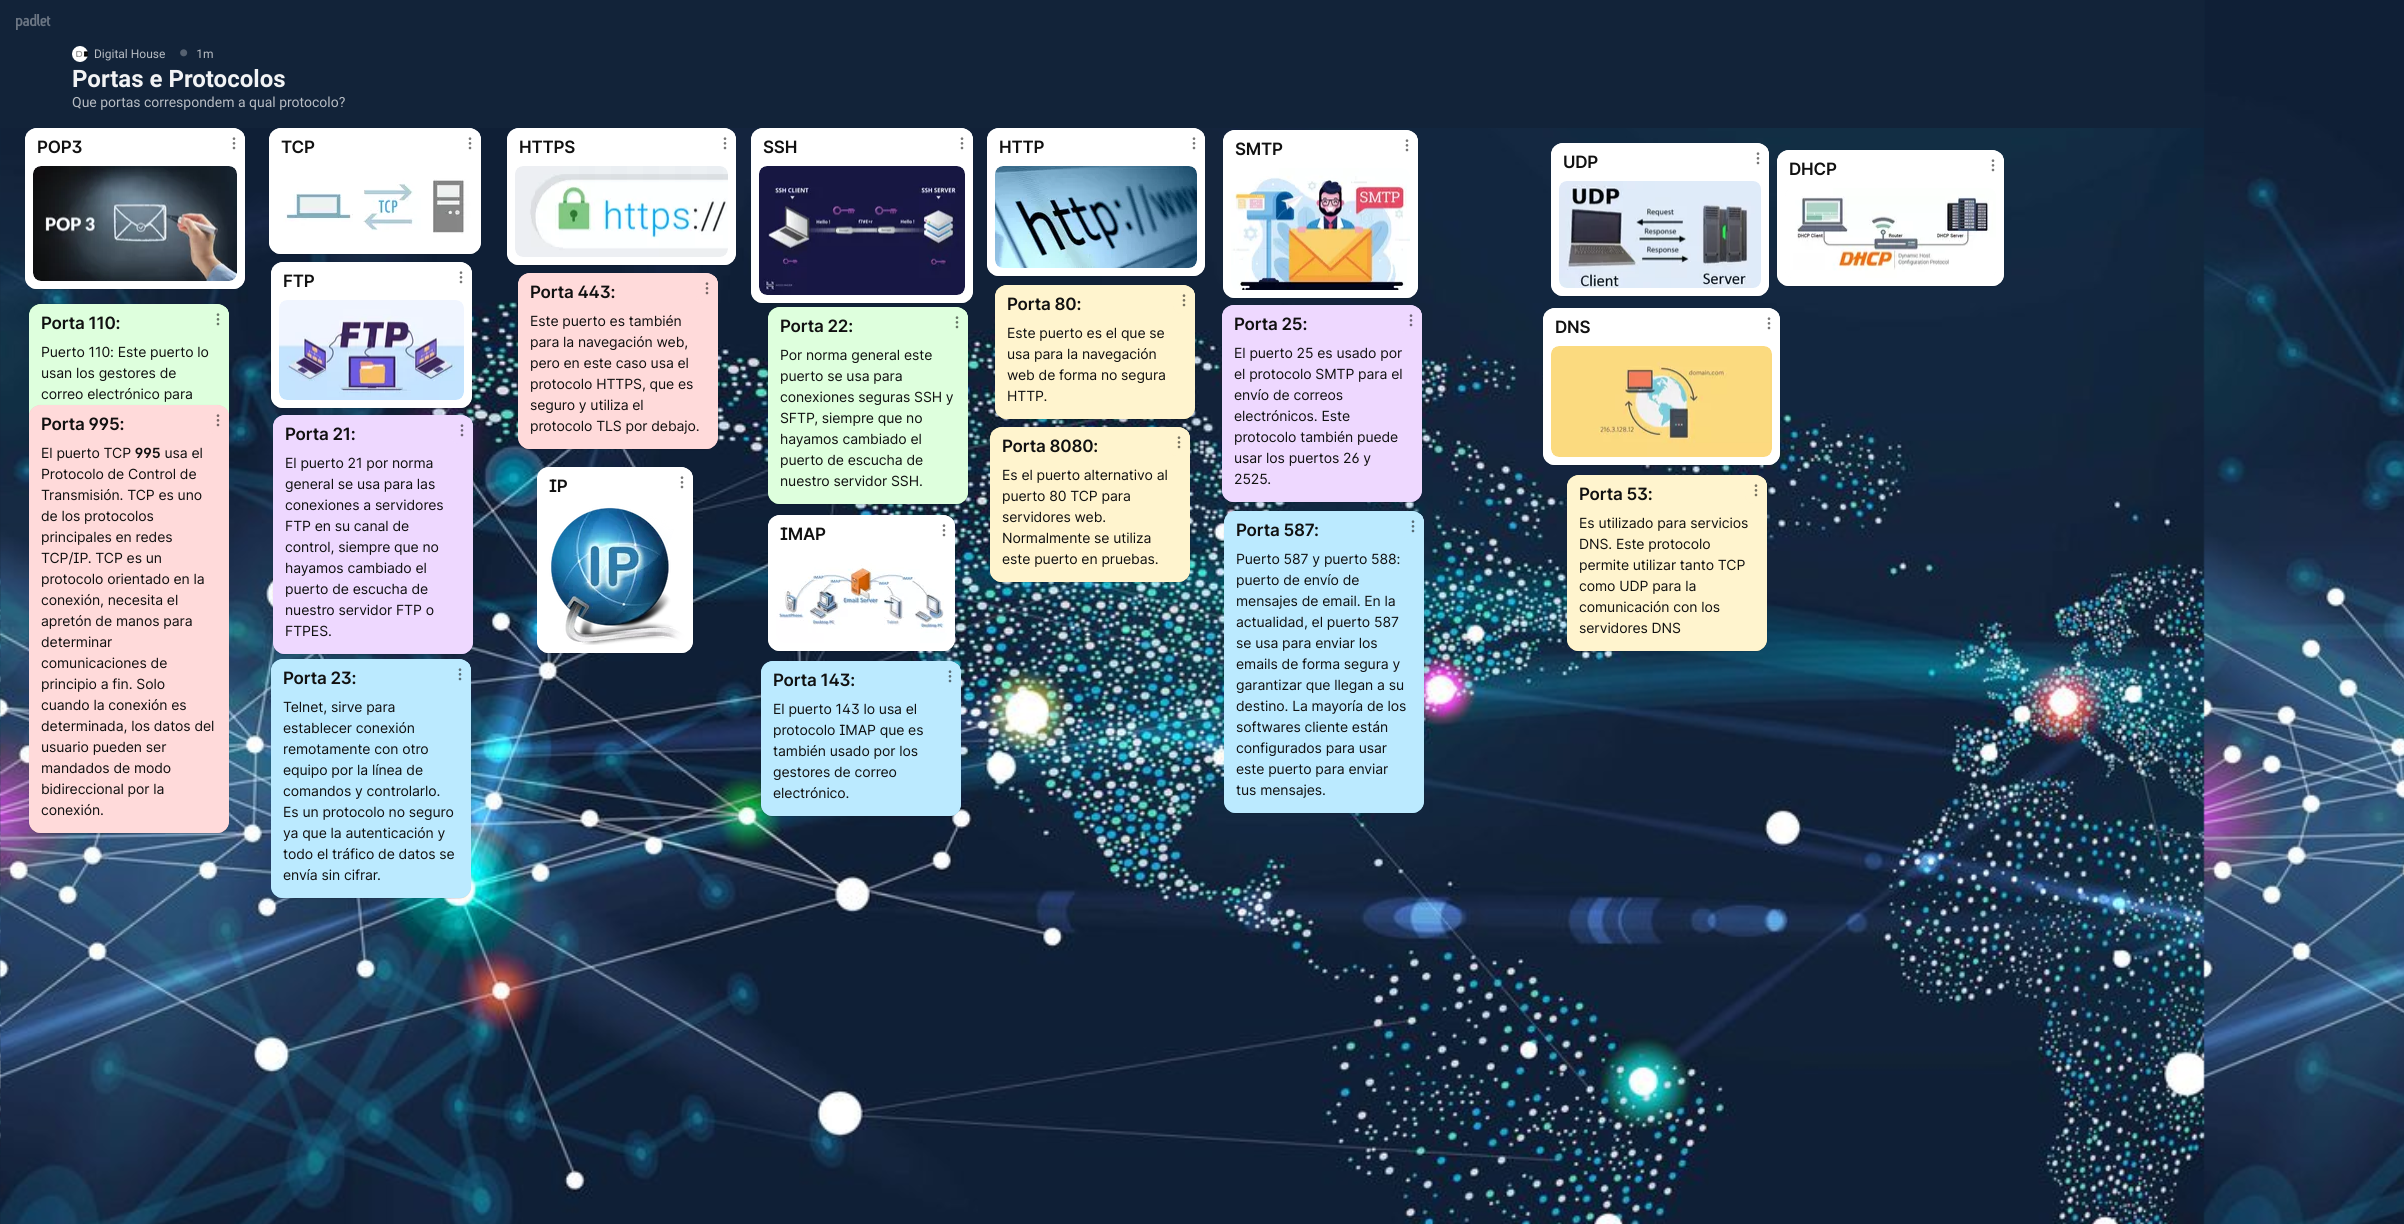 padlet
Digital House • 1m
Portas e Protocolos
Que portas correspondem a qual protocolo?
POP3
POP 3
Porta 110:
Puerto 110: Este puerto lo
usan los gestores de
correo electrónico para
Porta 995:
El puerto TCP 995 usa el
Protocolo de Control de
Transmisión. TCP es uno
de los protocolos
principales en redes
TCP/IP. TCP es un
protocolo orientado en la
conexión, necesita el
apretón de manos para
determinar
comunicaciones de
principio a fin. Solo
cuando la conexión es
determinada, los datos del
usuario pueden ser
mandados de modo
bidireccional por la
conexión.
TCP
TCP
FTP
FTP
Porta 21:
El puerto 21 por norma
general se usa para las
conexiones a servidores
FTP en su canal de
control, siempre que no
hayamos cambiado el
puerto de escucha de
nuestro servidor FTP o
FTPES.
Porta 23:
Telnet, sirve para
establecer conexión
remotamente con otro
equipo por la línea de
comandos y controlarlo.
Es un protocolo no seguro
ya que la autenticación y
todo el tráfico de datos se
envía sin cifrar.
HTTPS
https://
Porta 443:
Este puerto es también
para la navegación web,
pero en este caso usa el
protocolo HTTPS, que es
seguro y utiliza el
protocolo TLS por debajo.
IP
IP
SSH
SSH CLIENT
SSH SERVER
Hello !
Hello !
Porta 22:
Por norma general este
puerto se usa para
conexiones seguras SSH y
SFTP, siempre que no
hayamos cambiado el
puerto de escucha de
nuestro servidor SSH.
IMAP
IMAP
IMAP
IMAP
IMAP
Email Server
Smartphone
Desktop PC
Desktop PC
Porta 143:
El puerto 143 lo usa el
protocolo IMAP que es
también usado por los
gestores de correo
electrónico.
HTTP
http://www
Porta 80:
Este puerto es el que se
usa para la navegación
web de forma no segura
HTTP.
Porta 8080:
Es el puerto alternativo al
puerto 80 TCP para
servidores web.
Normalmente se utiliza
este puerto en pruebas.
SMTP
SMTP
Porta 25:
El puerto 25 es usado por
el protocolo SMTP para el
envío de correos
electrónicos. Este
protocolo también puede
usar los puertos 26 y
2525.
Porta 587:
Puerto 587 y puerto 588:
puerto de envío de
mensajes de email. En la
actualidad, el puerto 587
se usa para enviar los
emails de forma segura y
garantizar que llegan a su
destino. La mayoría de los
softwares cliente están
configurados para usar
este puerto para enviar
tus mensajes.
UDP
UDP
Request
Response
Response
Client
Server
DNS
domain.com
216.3.128.12
Porta 53:
Es utilizado para servicios
DNS. Este protocolo
permite utilizar tanto TCP
como UDP para la
comunicación con los
servidores DNS
DHCP
DHCP Client
Router
DHCP Server
DHCP
Dynamic Host
Configuration Protocol